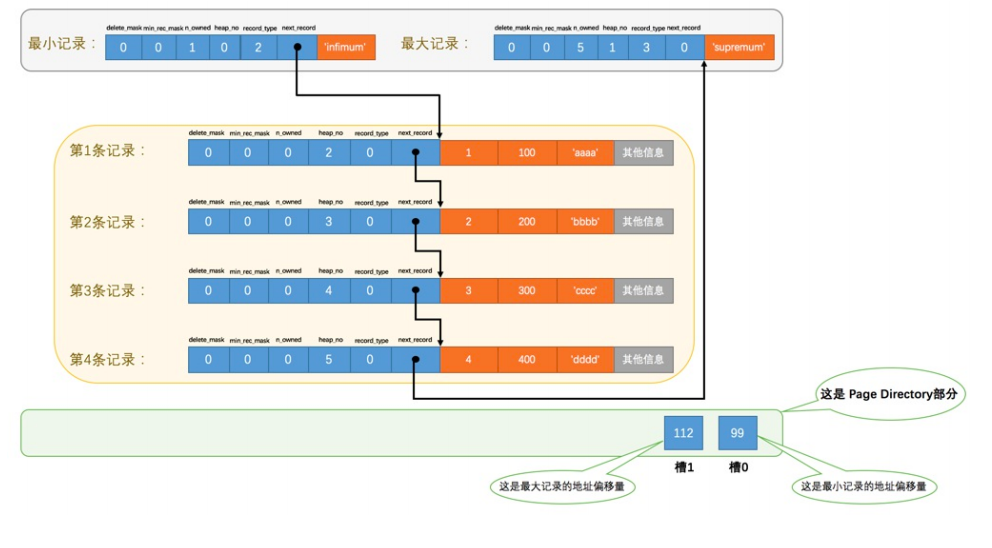 delete_mask min_rec_mask n_owned heap_no record_type next_record
delete_mask min_rec_mask n_owned heap_no record_type next_record
最小记录： 0 0 1 0 2 'infimum'
最大记录： 0 0 5 1 3 0 'supremum'
delete_mask min_rec_mask n_owned heap_no record_type next_record
第1条记录： 0 0 0 2 0 1 100 'aaaa' 其他信息
delete_mask min_rec_mask n_owned heap_no record_type next_record
第2条记录： 0 0 0 3 0 2 200 'bbbb' 其他信息
delete_mask min_rec_mask n_owned heap_no record_type next_record
第3条记录： 0 0 0 4 0 3 300 'cccc' 其他信息
delete_mask min_rec_mask n_owned heap_no record_type next_record
第4条记录： 0 0 0 5 0 4 400 'dddd' 其他信息
这是 Page Directory部分
112 99
槽1 槽0
这是最大记录的地址偏移量
这是最小记录的地址偏移量